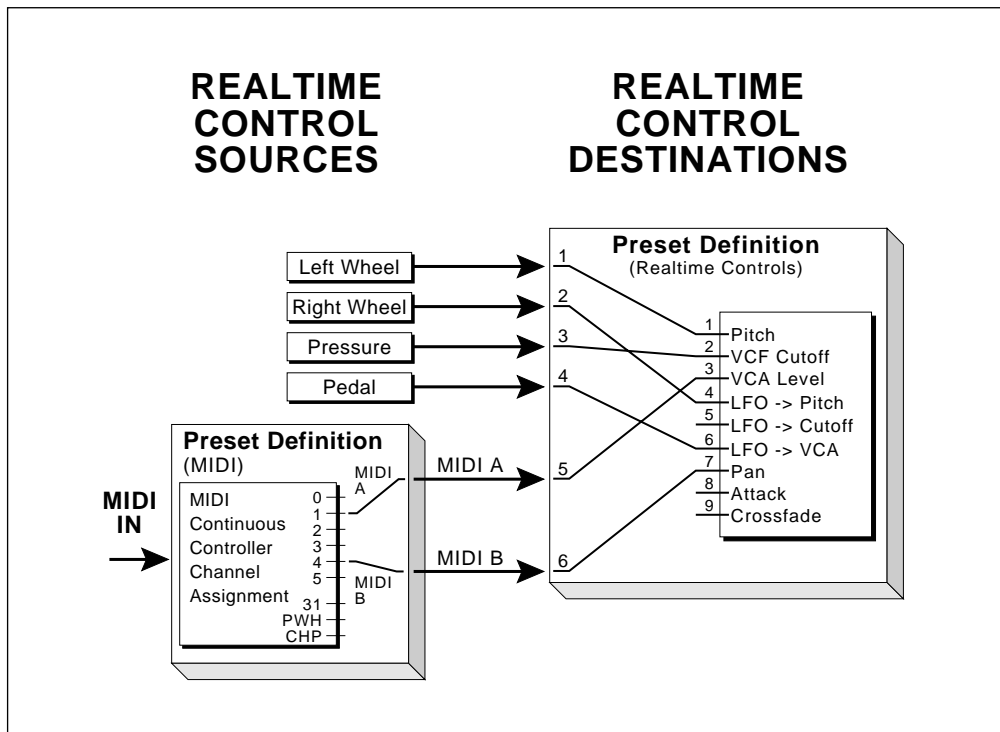 REALTIME
CONTROL
SOURCES
REALTIME
CONTROL
DESTINATIONS
Left Wheel
Right Wheel
Pressure
Pedal
Preset Definition
(Realtime Controls)
1
2
3
4
5
6
1 Pitch
2 VCF Cutoff
3 VCA Level
4 LFO -> Pitch
5 LFO -> Cutoff
6 LFO -> VCA
7 Pan
8 Attack
9 Crossfade
MIDI
IN
Preset Definition
(MIDI)
MIDI
Continuous
Controller
Channel
Assignment
0
1
2
3
4
5
31
PWH
CHP
MIDI
A
MIDI
B
MIDI A
MIDI B